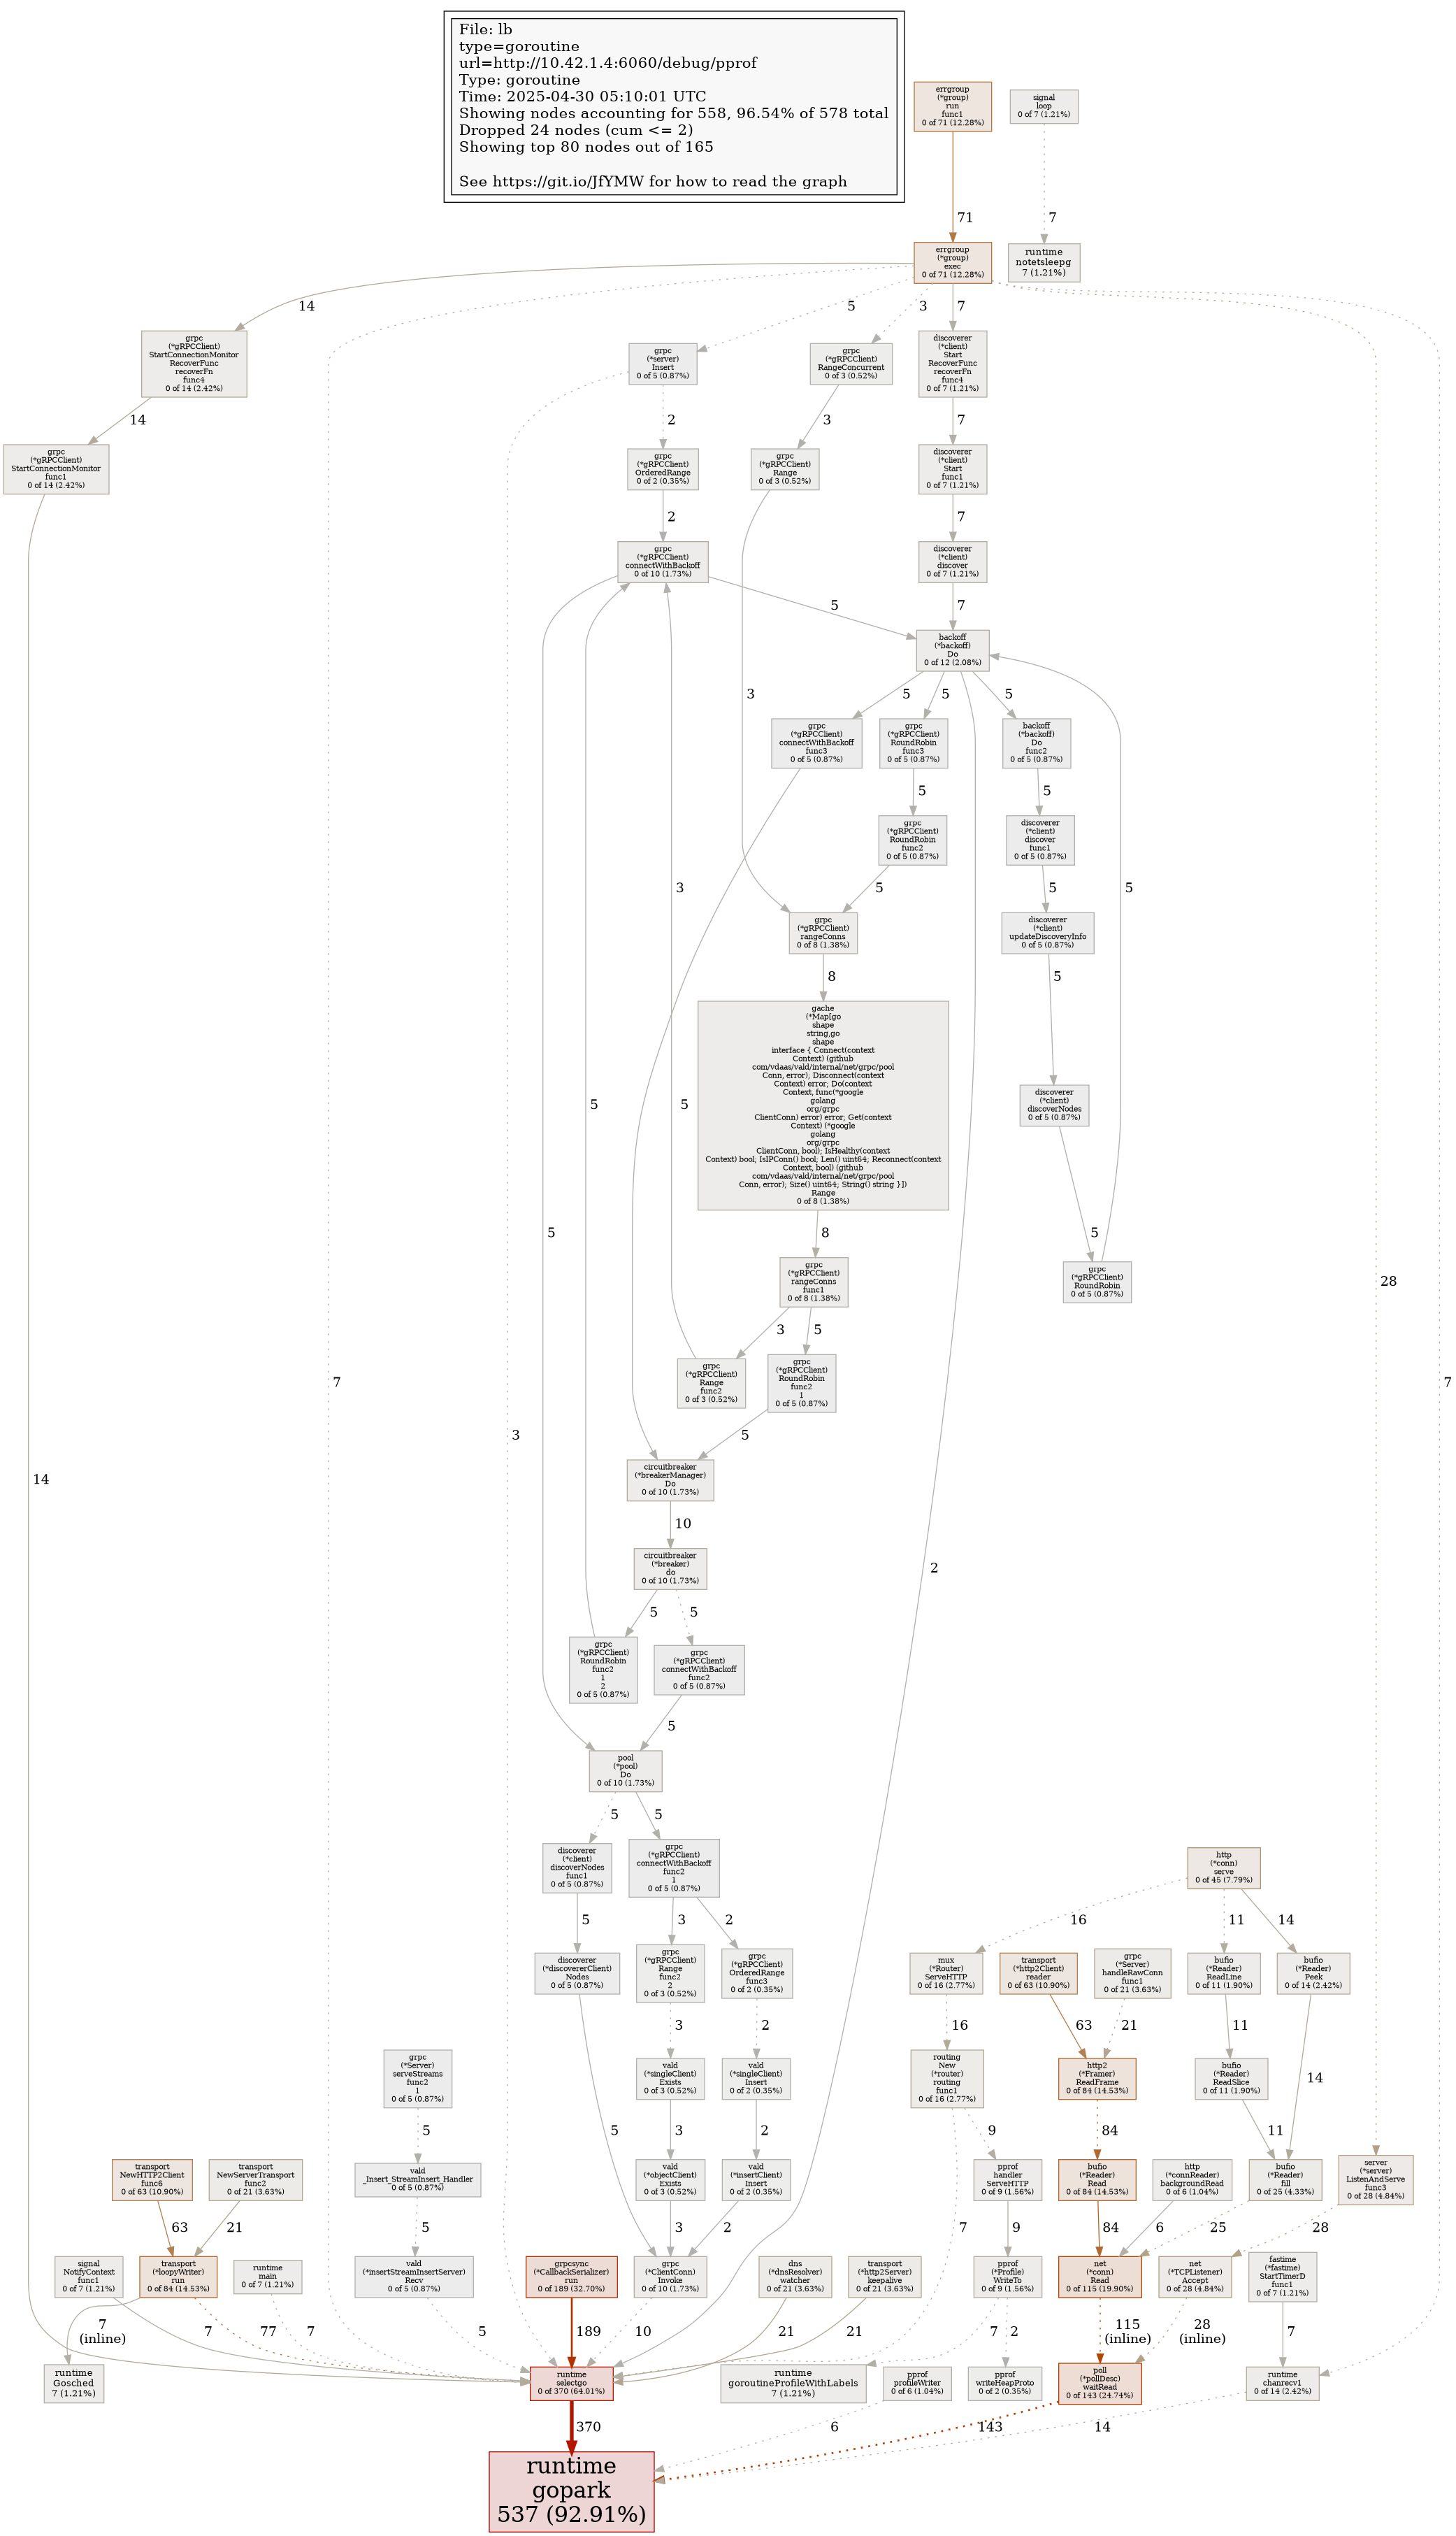 File: lb
type=goroutine
url=http://10.42.1.4:6060/debug/pprof
Type: goroutine
Time: 2025-04-30 05:10:01 UTC
Showing nodes accounting for 558, 96.54% of 578 total
Dropped 24 nodes (cum <= 2)
Showing top 80 nodes out of 165
See https://git.io/JfYMW for how to read the graph
errgroup
(*group)
run
func1
0 of 71 (12.28%)
signal
loop
0 of 7 (1.21%)
71
7
errgroup
(*group)
exec
0 of 71 (12.28%)
runtime
notetsleepg
7 (1.21%)
14
5
3
7
grpc
(*gRPCClient)
StartConnectionMonitor
RecoverFunc
recoverFn
func4
0 of 14 (2.42%)
grpc
(*server)
Insert
0 of 5 (0.87%)
grpc
(*gRPCClient)
RangeConcurrent
0 of 3 (0.52%)
discoverer
(*client)
Start
RecoverFunc
recoverFn
func4
0 of 7 (1.21%)
14
2
3
7
grpc
(*gRPCClient)
StartConnectionMonitor
func1
0 of 14 (2.42%)
grpc
(*gRPCClient)
OrderedRange
0 of 2 (0.35%)
grpc
(*gRPCClient)
Range
0 of 3 (0.52%)
discoverer
(*client)
Start
func1
0 of 7 (1.21%)
2
7
grpc
(*gRPCClient)
connectWithBackoff
0 of 10 (1.73%)
discoverer
(*client)
discover
0 of 7 (1.21%)
5
7
backoff
(*backoff)
Do
0 of 12 (2.08%)
3
5
5
5
grpc
(*gRPCClient)
connectWithBackoff
func3
0 of 5 (0.87%)
grpc
(*gRPCClient)
RoundRobin
func3
0 of 5 (0.87%)
backoff
(*backoff)
Do
func2
0 of 5 (0.87%)
5
5
grpc
(*gRPCClient)
RoundRobin
func2
0 of 5 (0.87%)
discoverer
(*client)
discover
func1
0 of 5 (0.87%)
3
5
5
5
grpc
(*gRPCClient)
rangeConns
0 of 8 (1.38%)
discoverer
(*client)
updateDiscoveryInfo
0 of 5 (0.87%)
8
5
gache
(*Map[go
shape
string,go
shape
interface { Connect(context
Context) (github
com/vdaas/vald/internal/net/grpc/pool
Conn, error); Disconnect(context
Context) error; Do(context
Context, func(*google
golang
org/grpc
ClientConn) error) error; Get(context
Context) (*google
golang
org/grpc
ClientConn, bool); IsHealthy(context
Context) bool; IsIPConn() bool; Len() uint64; Reconnect(context
Context, bool) (github
com/vdaas/vald/internal/net/grpc/pool
Conn, error); Size() uint64; String() string }])
Range
0 of 8 (1.38%)
5
5
discoverer
(*client)
discoverNodes
0 of 5 (0.87%)
5
8
5
grpc
(*gRPCClient)
rangeConns
func1
0 of 8 (1.38%)
grpc
(*gRPCClient)
RoundRobin
0 of 5 (0.87%)
28
3
5
grpc
(*gRPCClient)
Range
func2
0 of 3 (0.52%)
grpc
(*gRPCClient)
RoundRobin
func2
1
0 of 5 (0.87%)
7
7
3
5
14
circuitbreaker
(*breakerManager)
Do
0 of 10 (1.73%)
10
2
circuitbreaker
(*breaker)
do
0 of 10 (1.73%)
5
5
grpc
(*gRPCClient)
RoundRobin
func2
1
2
0 of 5 (0.87%)
grpc
(*gRPCClient)
connectWithBackoff
func2
0 of 5 (0.87%)
5
pool
(*pool)
Do
0 of 10 (1.73%)
5
5
discoverer
(*client)
discoverNodes
func1
0 of 5 (0.87%)
grpc
(*gRPCClient)
connectWithBackoff
func2
1
0 of 5 (0.87%)
http
(*conn)
serve
0 of 45 (7.79%)
5
3
2
16
11
14
discoverer
(*discovererClient)
Nodes
0 of 5 (0.87%)
grpc
(*gRPCClient)
Range
func2
2
0 of 3 (0.52%)
grpc
(*gRPCClient)
OrderedRange
func3
0 of 2 (0.35%)
mux
(*Router)
ServeHTTP
0 of 16 (2.77%)
transport
(*http2Client)
reader
0 of 63 (10.90%)
grpc
(*Server)
handleRawConn
func1
0 of 21 (3.63%)
bufio
(*Reader)
ReadLine
0 of 11 (1.90%)
bufio
(*Reader)
Peek
0 of 14 (2.42%)
3
2
16
63
21
11
grpc
(*Server)
serveStreams
func2
1
0 of 5 (0.87%)
vald
(*singleClient)
Exists
0 of 3 (0.52%)
vald
(*singleClient)
Insert
0 of 2 (0.35%)
routing
New
(*router)
routing
func1
0 of 16 (2.77%)
http2
(*Framer)
ReadFrame
0 of 84 (14.53%)
bufio
(*Reader)
ReadSlice
0 of 11 (1.90%)
14
5
5
3
2
9
84
11
transport
NewHTTP2Client
func6
0 of 63 (10.90%)
transport
NewServerTransport
func2
0 of 21 (3.63%)
vald
_Insert_StreamInsert_Handler
0 of 5 (0.87%)
vald
(*objectClient)
Exists
0 of 3 (0.52%)
vald
(*insertClient)
Insert
0 of 2 (0.35%)
pprof
handler
ServeHTTP
0 of 9 (1.56%)
bufio
(*Reader)
Read
0 of 84 (14.53%)
http
(*connReader)
backgroundRead
0 of 6 (1.04%)
bufio
(*Reader)
fill
0 of 25 (4.33%)
server
(*server)
ListenAndServe
func3
0 of 28 (4.84%)
63
21
5
3
2
7
9
84
6
25
28
signal
NotifyContext
func1
0 of 7 (1.21%)
transport
(*loopyWriter)
run
0 of 84 (14.53%)
runtime
main
0 of 7 (1.21%)
vald
(*insertStreamInsertServer)
Recv
0 of 5 (0.87%)
grpcsync
(*CallbackSerializer)
run
0 of 189 (32.70%)
grpc
(*ClientConn)
Invoke
0 of 10 (1.73%)
dns
(*dnsResolver)
watcher
0 of 21 (3.63%)
transport
(*http2Server)
keepalive
0 of 21 (3.63%)
pprof
(*Profile)
WriteTo
0 of 9 (1.56%)
net
(*conn)
Read
0 of 115 (19.90%)
net
(*TCPListener)
Accept
0 of 28 (4.84%)
fastime
(*fastime)
StartTimerD
func1
0 of 7 (1.21%)
7
(inline)
7
77
7
5
189
10
21
21
7
2
115
(inline)
28
(inline)
7
runtime
Gosched
7 (1.21%)
runtime
selectgo
0 of 370 (64.01%)
runtime
goroutineProfileWithLabels
7 (1.21%)
pprof
profileWriter
0 of 6 (1.04%)
pprof
writeHeapProto
0 of 2 (0.35%)
poll
(*pollDesc)
waitRead
0 of 143 (24.74%)
runtime
chanrecv1
0 of 14 (2.42%)
370
6
143
14
runtime
gopark
537 (92.91%)